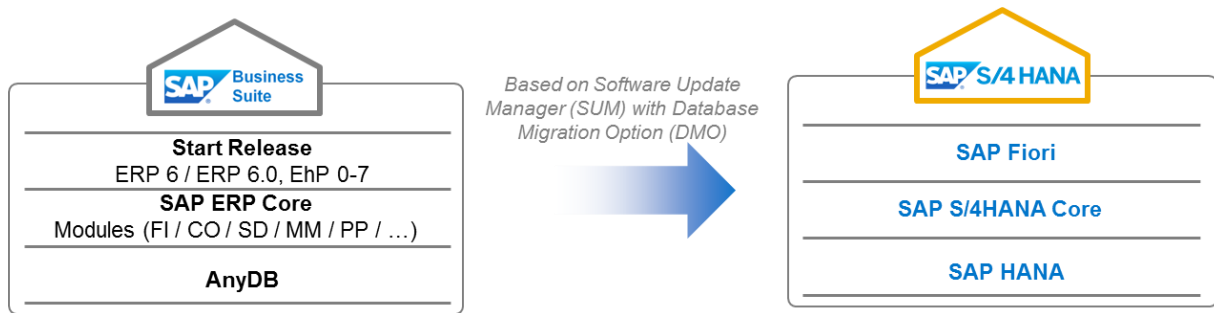 SAP Business
Suite
Start Release
ERP 6 / ERP 6.0, EhP 0-7
SAP ERP Core
Modules (FI / CO / SD / MM / PP / …)
AnyDB
Based on Software Update
Manager (SUM) with Database
Migration Option (DMO)
SAP S/4HANA
SAP Fiori
SAP S/4HANA Core
SAP HANA